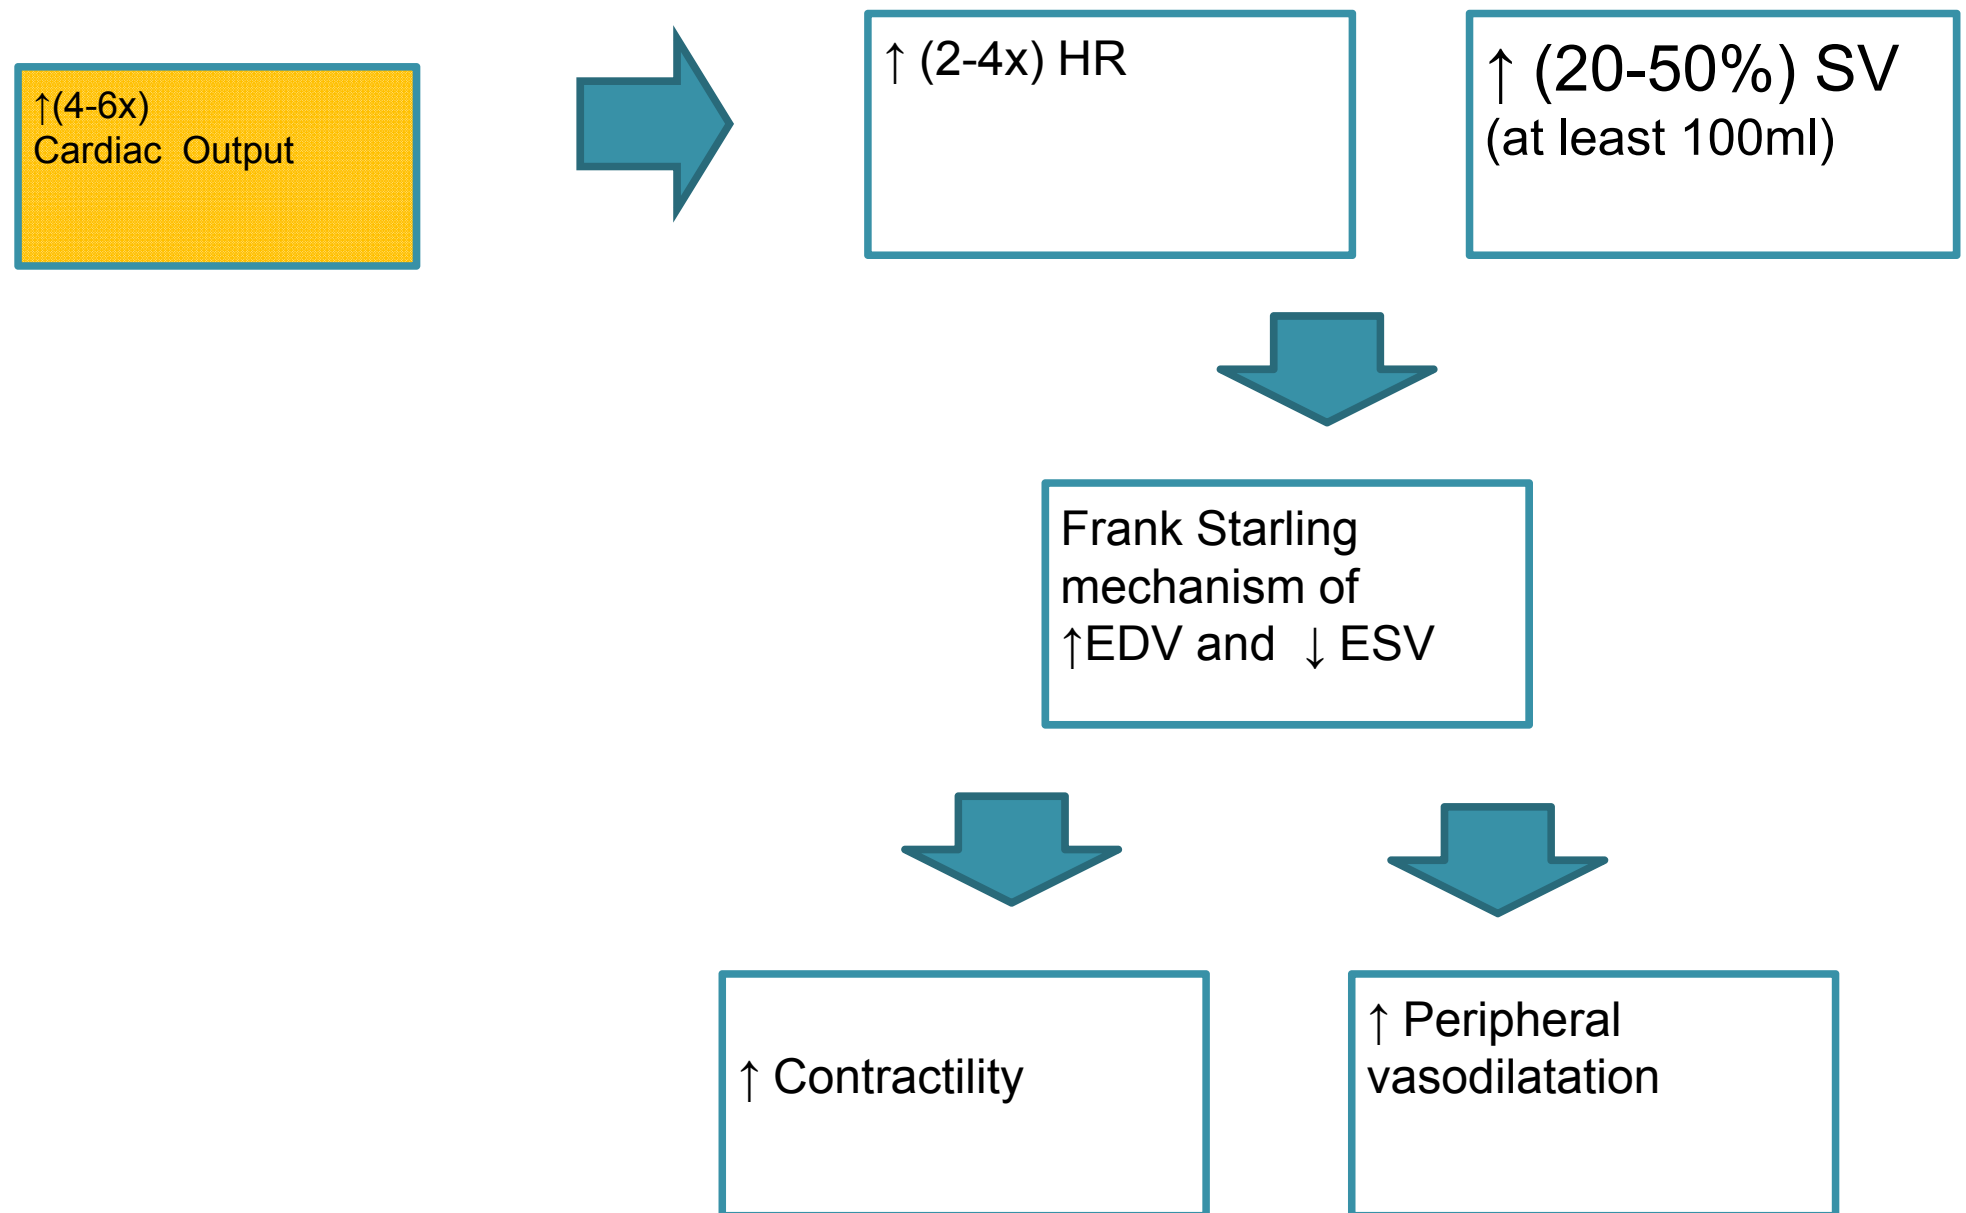 ↑(4-6x)
Cardiac  Output
↑ (2-4x) HR
↑ (20-50%) SV
(at least 100ml)
Frank Starling
mechanism of
↑EDV and  ↓ ESV
↑ Contractility
↑ Peripheral
vasodilatation